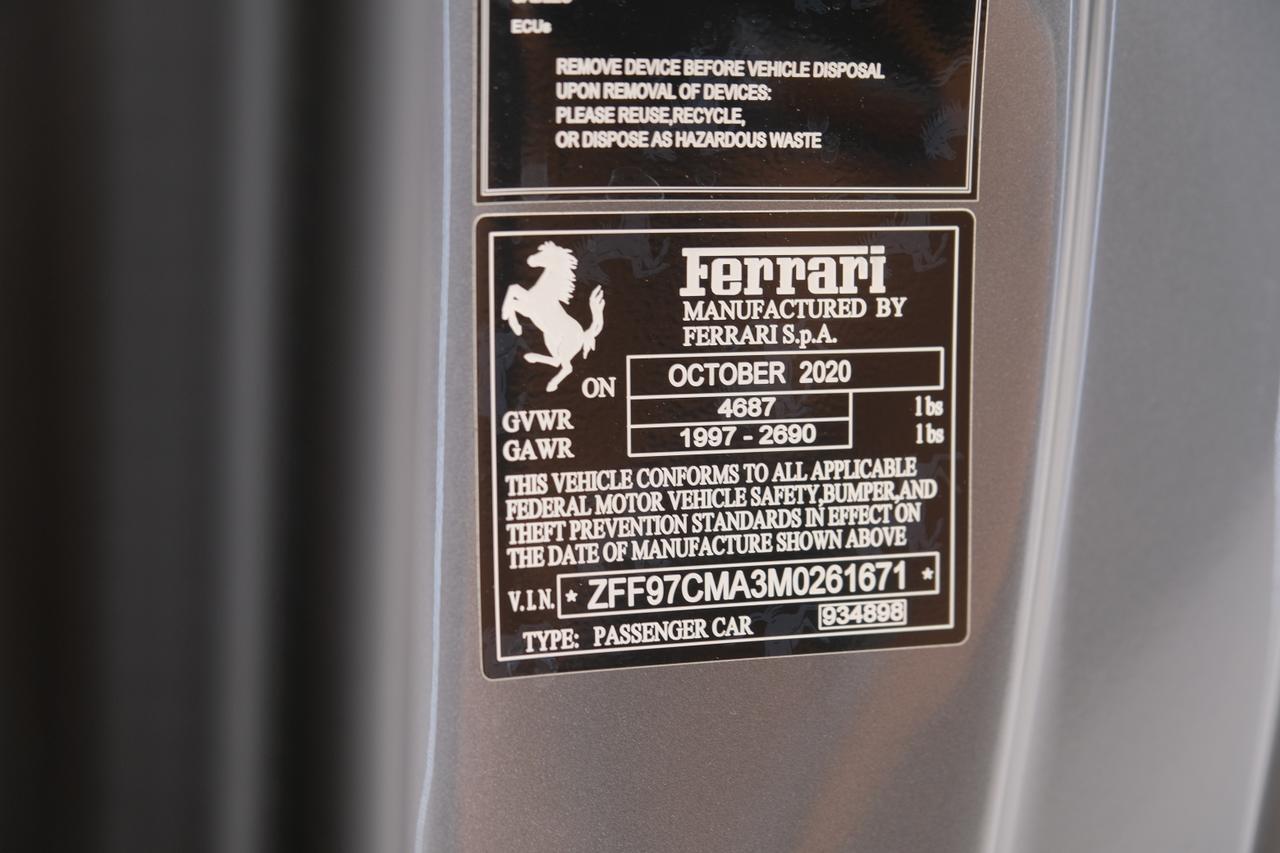 ECUs
REMOVE DEVICE BEFORE VEHICLE DISPOSAL
UPON REMOVAL OF DEVICES:
PLEASE REUSE,RECYCLE,
OR DISPOSE AS HAZARDOUS WASTE
Ferrari
MANUFACTURED BY
FERRARI S.p.A.
ON OCTOBER 2020
GVWR 4687 lbs
GAWR 1997 - 2690 lbs
THIS VEHICLE CONFORMS TO ALL APPLICABLE
FEDERAL MOTOR VEHICLE SAFETY,BUMPER,AND
THEFT PREVENTION STANDARDS IN EFFECT ON
THE DATE OF MANUFACTURE SHOWN ABOVE
V.I.N. * ZFF97CMA3M0261671 *
TYPE: PASSENGER CAR 934898